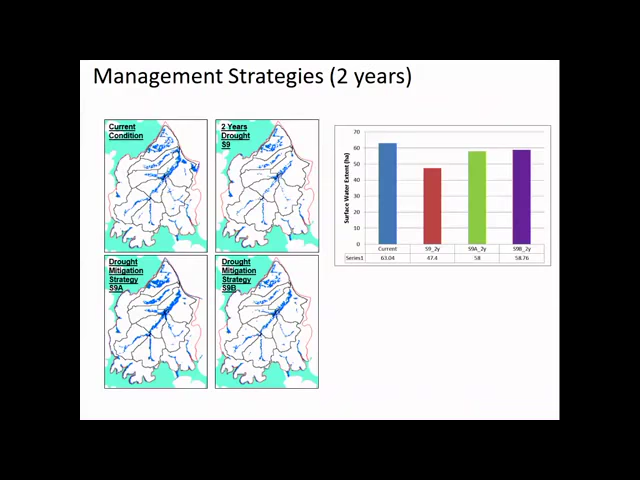 Management Strategies (2 years)
Current
Condition
2 Years
Drought
S9
Drought
Mitigation
Strategy
S9A
Drought
Mitigation
Strategy
S9B
Surface Water Extent (ha)
70
60
50
40
30
20
10
0
Current S9_2y S9A_2y S9B_2y
Series1 63.04 47.4 58 58.76